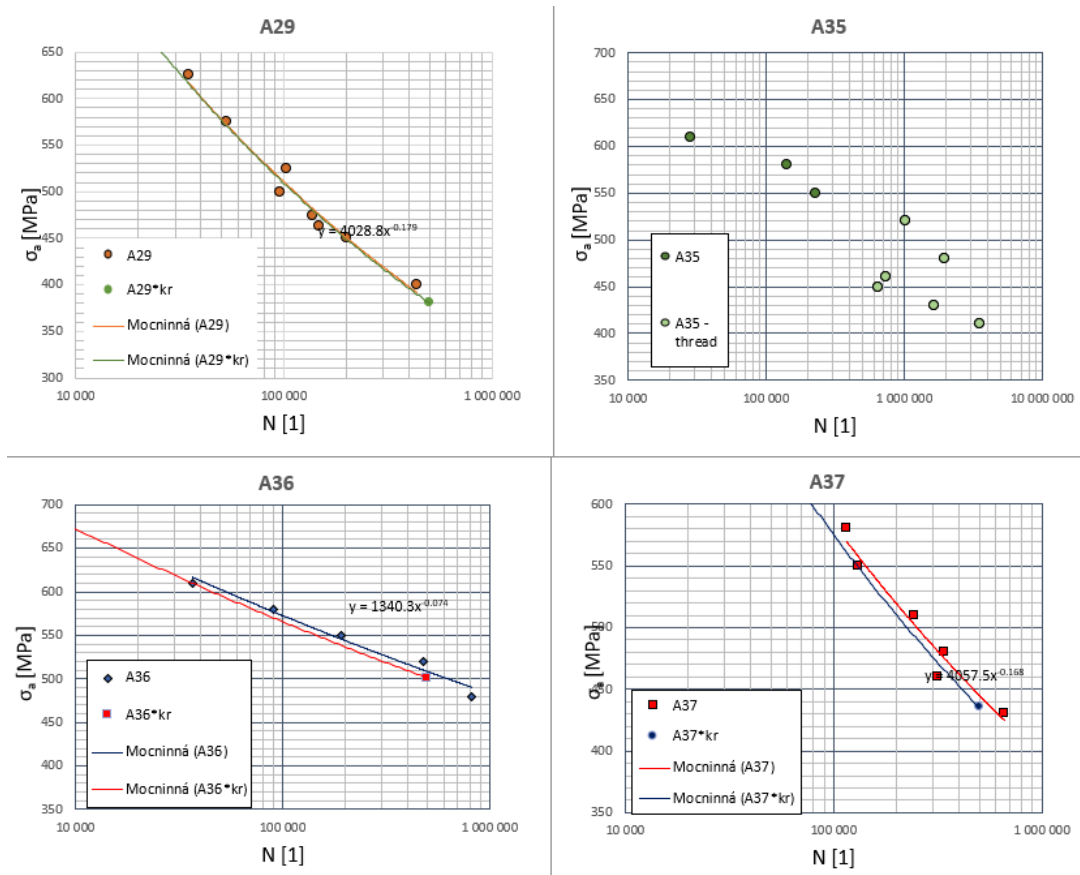 A29
650
600
550
500
450
400
350
300
σa [MPa]
y = 4028.8x^-0.179
A29
A29*kr
Mocninná (A29)
Mocninná (A29*kr)
10 000
100 000
1 000 000
N [1]
A35
700
650
600
550
500
450
400
350
σa [MPa]
A35
A35 -
thread
10 000
100 000
1 000 000
10 000 000
N [1]
A36
700
650
600
550
500
450
400
350
σa [MPa]
y = 1340.3x^-0.074
A36
A36*kr
Mocninná (A36)
Mocninná (A36*kr)
10 000
100 000
1 000 000
N [1]
A37
600
550
500
450
400
350
σa [MPa]
y = 4057.5x^-0.168
A37
A37*kr
Mocninná (A37)
Mocninná (A37*kr)
10 000
100 000
1 000 000
N [1]